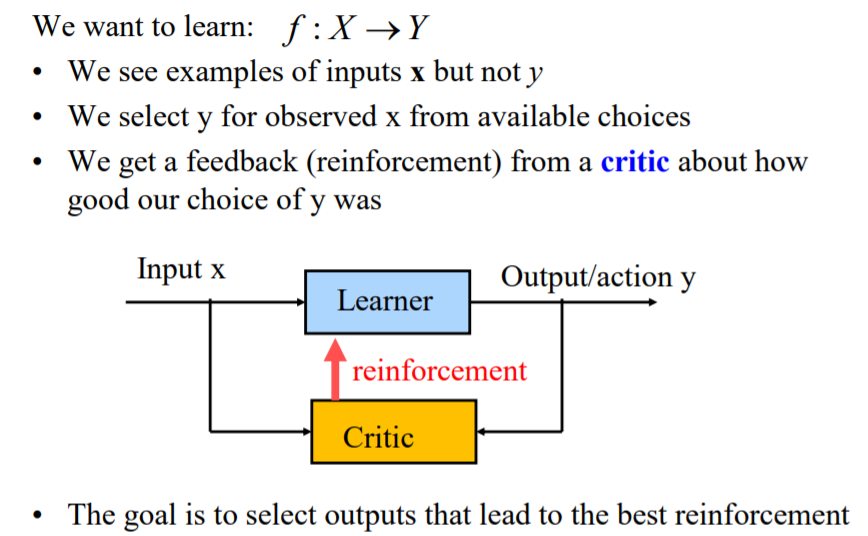 We want to learn: f : X → Y
• We see examples of inputs x but not y
• We select y for observed x from available choices
• We get a feedback (reinforcement) from a critic about how
good our choice of y was
Input x
Output/action y
Learner
reinforcement
Critic
• The goal is to select outputs that lead to the best reinforcement